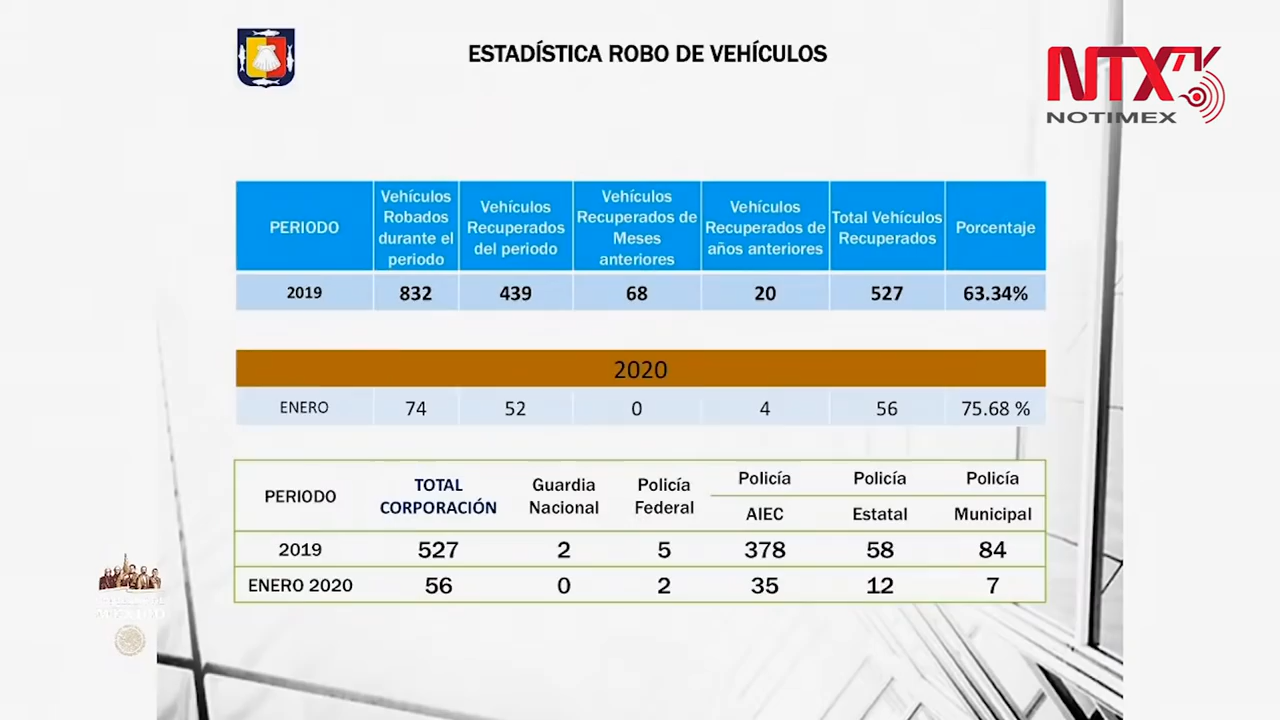 ESTADÍSTICA ROBO DE VEHÍCULOS
NTX TV
NOTIMEX
PERIODO
Vehículos
Robados
durante el
periodo
Vehículos
Recuperados
del periodo
Vehículos
Recuperados de
Meses
anteriores
Vehículos
Recuperados de
años anteriores
Total Vehículos
Recuperados
Porcentaje
2019 832 439 68 20 527 63.34%
2020
ENERO 74 52 0 4 56 75.68 %
PERIODO
TOTAL
CORPORACIÓN
Guardia
Nacional
Policía
Federal
Policía
AIEC
Policía
Estatal
Policía
Municipal
2019 527 2 5 378 58 84
ENERO 2020 56 0 2 35 12 7